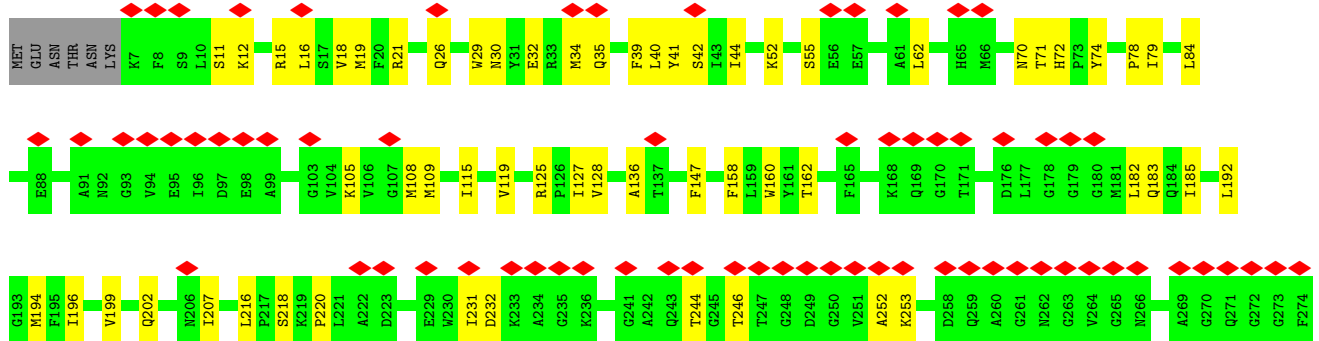 MET GLU ASN THR ASN LYS K7 F8 S9 L10 S11 K12 R15 L16 S17 V18 M19 F20 R21 Q26 W29 N30 Y31 E32 R33 M34 Q35 F39 L40 Y41 S42 I43 I44 K52 S55 E56 E57 A61 L62 H65 M66 N70 T71 H72 P73 Y74 P78 I79 L84
E88 A91 N92 G93 V94 E95 I96 D97 E98 A99 G103 V104 K105 V106 G107 M108 M109 I115 V119 R125 P126 I127 V128 A136 T137 F147 F158 L159 W160 Y161 T162 F165 K168 Q169 G170 T171 D176 L177 G178 G179 G180 M181 L182 Q183 Q184 I185 L192
G193 M194 F195 I196 V199 Q202 N206 I207 L216 P217 S218 K219 P220 L221 A222 D223 E229 W230 I231 D232 K233 A234 G235 K236 G241 A242 Q243 T244 G245 T246 T247 G248 D249 G250 V251 A252 K253 D258 Q259 A260 G261 N262 G263 V264 G265 N266 A269 G270 Q271 G272 G273 F274